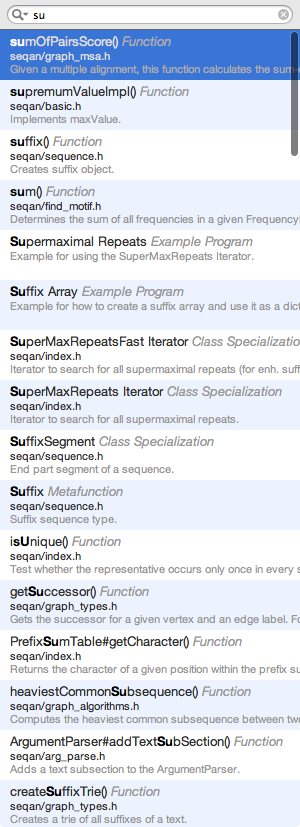 su
sumOfPairsScore() Function
seqan/graph_msa.h
Given a multiple alignment, this function calculates the sum-
supremumValueImpl() Function
seqan/basic.h
Implements maxValue.
suffix() Function
seqan/sequence.h
Creates suffix object.
sum() Function
seqan/find_motif.h
Determines the sum of all frequencies in a given Frequency
Supermaximal Repeats Example Program
Example for using the SuperMaxRepeats Iterator.
Suffix Array Example Program
Example for how to create a suffix array and use it as a dict
SuperMaxRepeatsFast Iterator Class Specializatio
seqan/index.h
Iterator to search for all supermaximal repeats (for enh. suff
SuperMaxRepeats Iterator Class Specialization
seqan/index.h
Iterator to search for all supermaximal repeats.
SuffixSegment Class Specialization
seqan/sequence.h
End part segment of a sequence.
Suffix Metafunction
seqan/sequence.h
Suffix sequence type.
isUnique() Function
seqan/index.h
Test whether the representative occurs only once in every s
getSuccessor() Function
seqan/graph_types.h
Gets the successor for a given vertex and an edge label. Fo
PrefixSumTable#getCharacter() Function
seqan/index.h
Returns the character of a given position within the prefix su
heaviestCommonSubsequence() Function
seqan/graph_algorithms.h
Computes the heaviest common subsequence between two
ArgumentParser#addTextSubSection() Function
seqan/arg_parse.h
Adds a text subsection to the ArgumentParser.
createSuffixTrie() Function
seqan/graph_types.h
Creates a trie of all suffixes of a text.